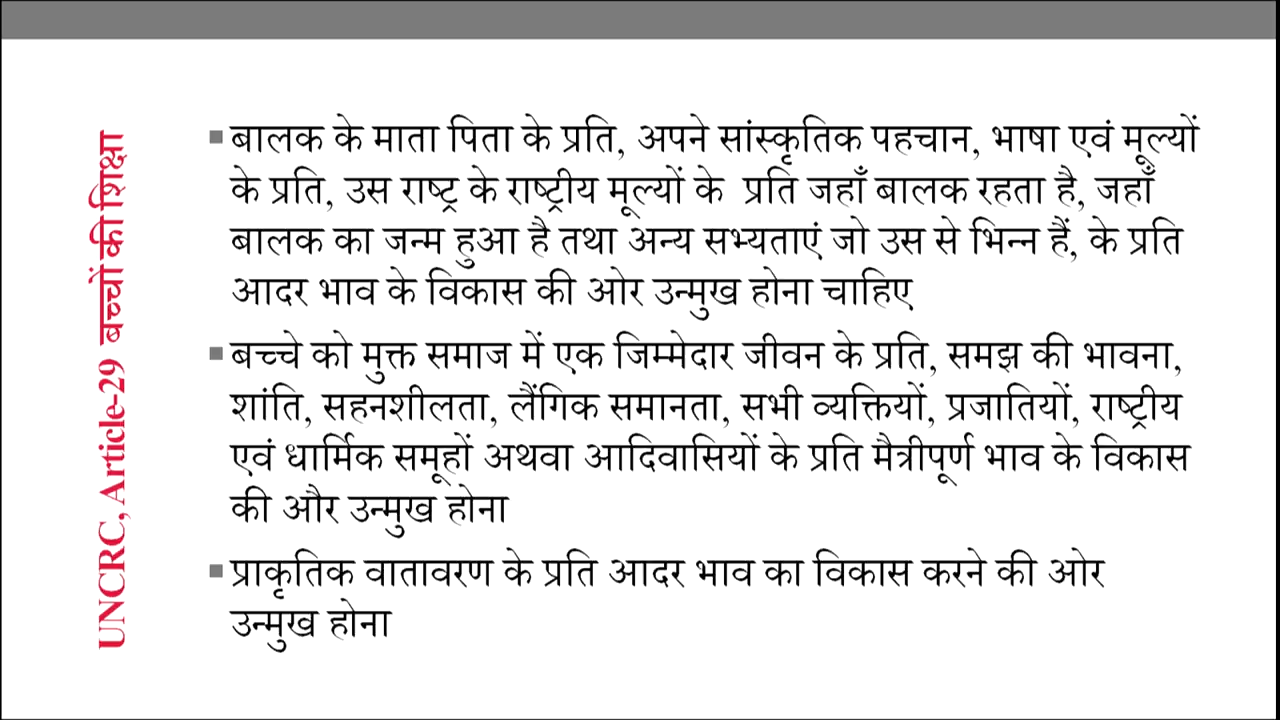 UNCRC, Article-29 बच्चों की शिक्षा
बालक के माता पिता के प्रति, अपने सांस्कृतिक पहचान, भाषा एवं मूल्यों
के प्रति, उस राष्ट्र के राष्ट्रीय मूल्यों के प्रति जहाँ बालक रहता है, जहाँ
बालक का जन्म हुआ है तथा अन्य सभ्यताएं जो उस से भिन्न हैं, के प्रति
आदर भाव के विकास की ओर उन्मुख होना चाहिए
बच्चे को मुक्त समाज में एक जिम्मेदार जीवन के प्रति, समझ की भावना,
शांति, सहनशीलता, लैंगिक समानता, सभी व्यक्तियों, प्रजातियों, राष्ट्रीय
एवं धार्मिक समूहों अथवा आदिवासियों के प्रति मैत्रीपूर्ण भाव के विकास
की और उन्मुख होना
प्राकृतिक वातावरण के प्रति आदर भाव का विकास करने की ओर
उन्मुख होना